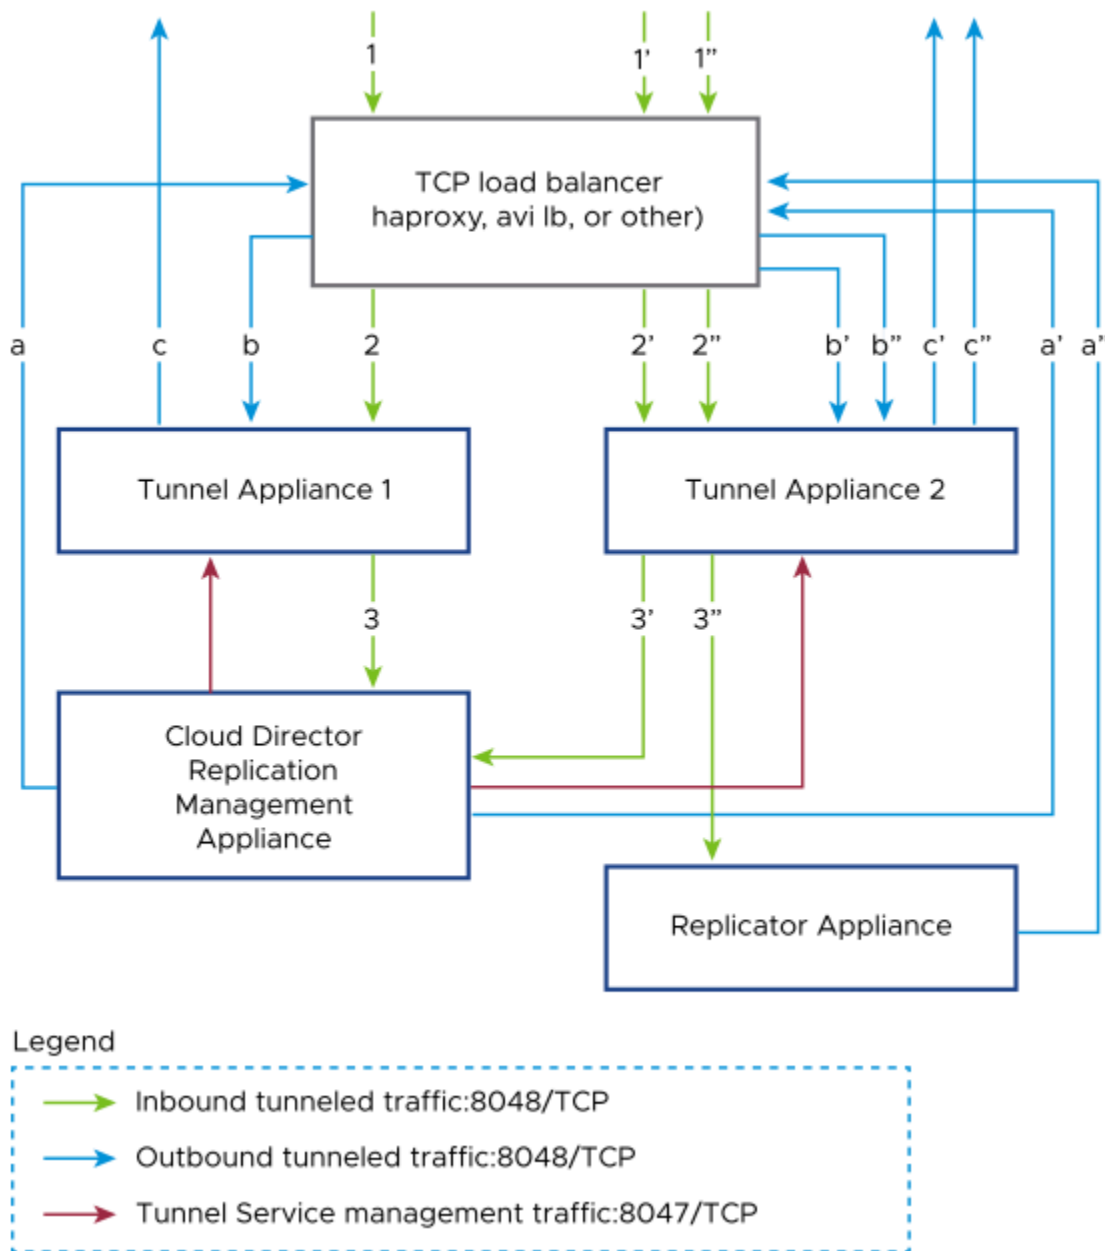 1
1'
1”
TCP load balancer
haproxy, avi lb, or other)
a
c
b
2
2'
2”
b'
b”
c'
c”
a'
a”
Tunnel Appliance 1
Tunnel Appliance 2
3
3'
3”
Cloud Director
Replication
Management
Appliance
Replicator Appliance
Legend
Inbound tunneled traffic:8048/TCP
Outbound tunneled traffic:8048/TCP
Tunnel Service management traffic:8047/TCP